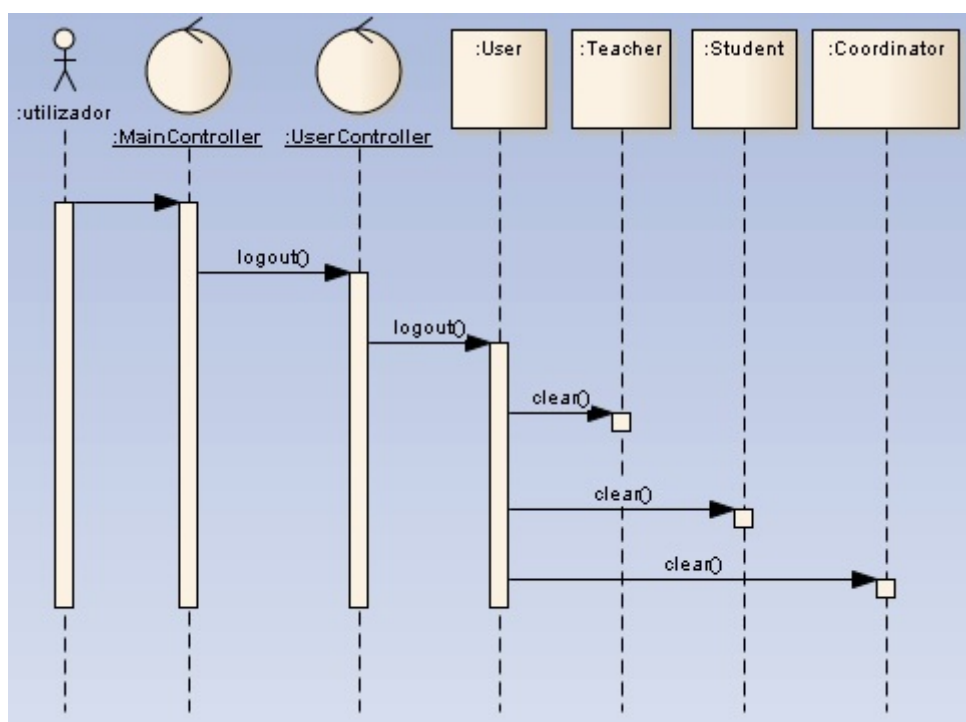 :utilizador
:MainController
:UserController
:User
:Teacher
:Student
:Coordinator
logout()
logout()
clear()
clear()
clear()